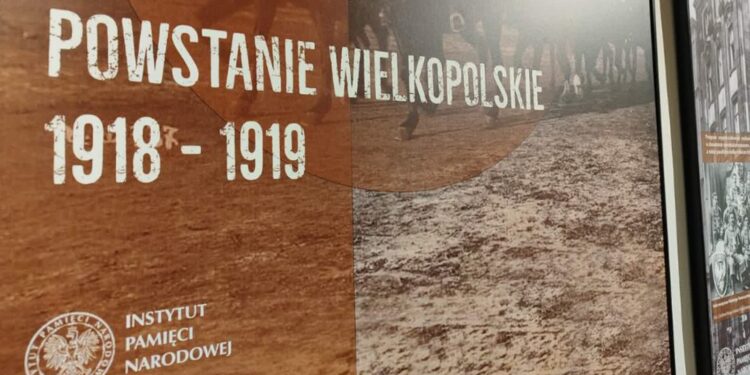 POWSTANIE WIELKOPOLSKIE
1918 - 1919
INSTYTUT
PAMIĘCI
NARODOWEJ